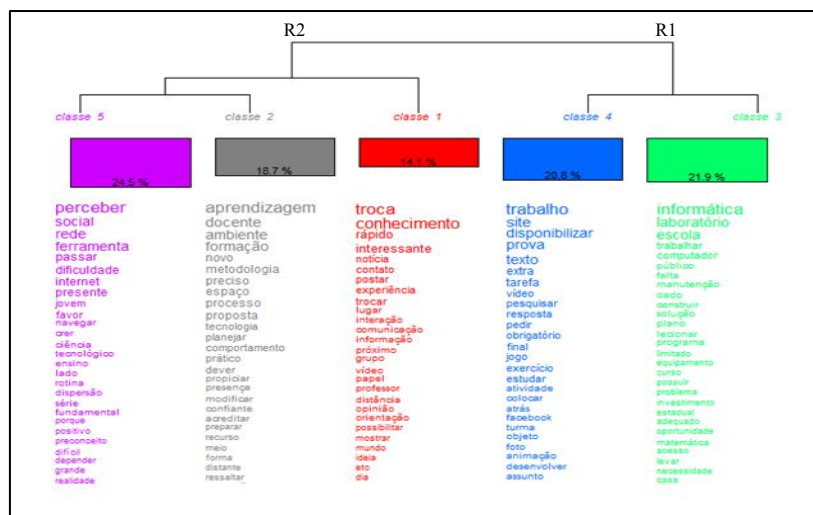 R2
R1
classe 5
classe 2
classe 1
classe 4
classe 3
24.5 %
18.7 %
14.1 %
20.8 %
21.9 %
perceber
social
rede
ferramenta
passar
dificuldade
internet
presente
jovem
favor
navegar
crer
ciência
tecnológico
ensino
lado
rotina
dispersão
série
fundamental
porque
positivo
preconceito
difícil
depender
grande
realidade
aprendizagem
docente
ambiente
formação
novo
metodologia
preciso
espaço
processo
proposta
tecnologia
planejar
comportamento
prático
dever
propiciar
presença
modificar
confiante
acreditar
preparar
recurso
meio
forma
distante
ressaltar
troca
conhecimento
rápido
interessante
notícia
contato
postar
experiência
trocar
lugar
interação
comunicação
informação
próximo
grupo
vídeo
papel
professor
distância
opinião
orientação
possibilitar
mostrar
mundo
ideia
etc
dia
trabalho
site
disponibilizar
prova
texto
extra
tarefa
vídeo
pesquisar
resposta
pedir
obrigatório
final
jogo
exercício
estudar
atividade
colocar
atrás
facebook
turma
objeto
foto
animação
desenvolver
assunto
informática
laboratório
escola
trabalhar
computador
público
falta
manutenção
dado
construir
solução
plano
lecionar
programa
limitado
equipamento
curso
possuir
problema
investimento
estadual
adequado
oportunidade
matemática
acesso
levar
necessidade
casa